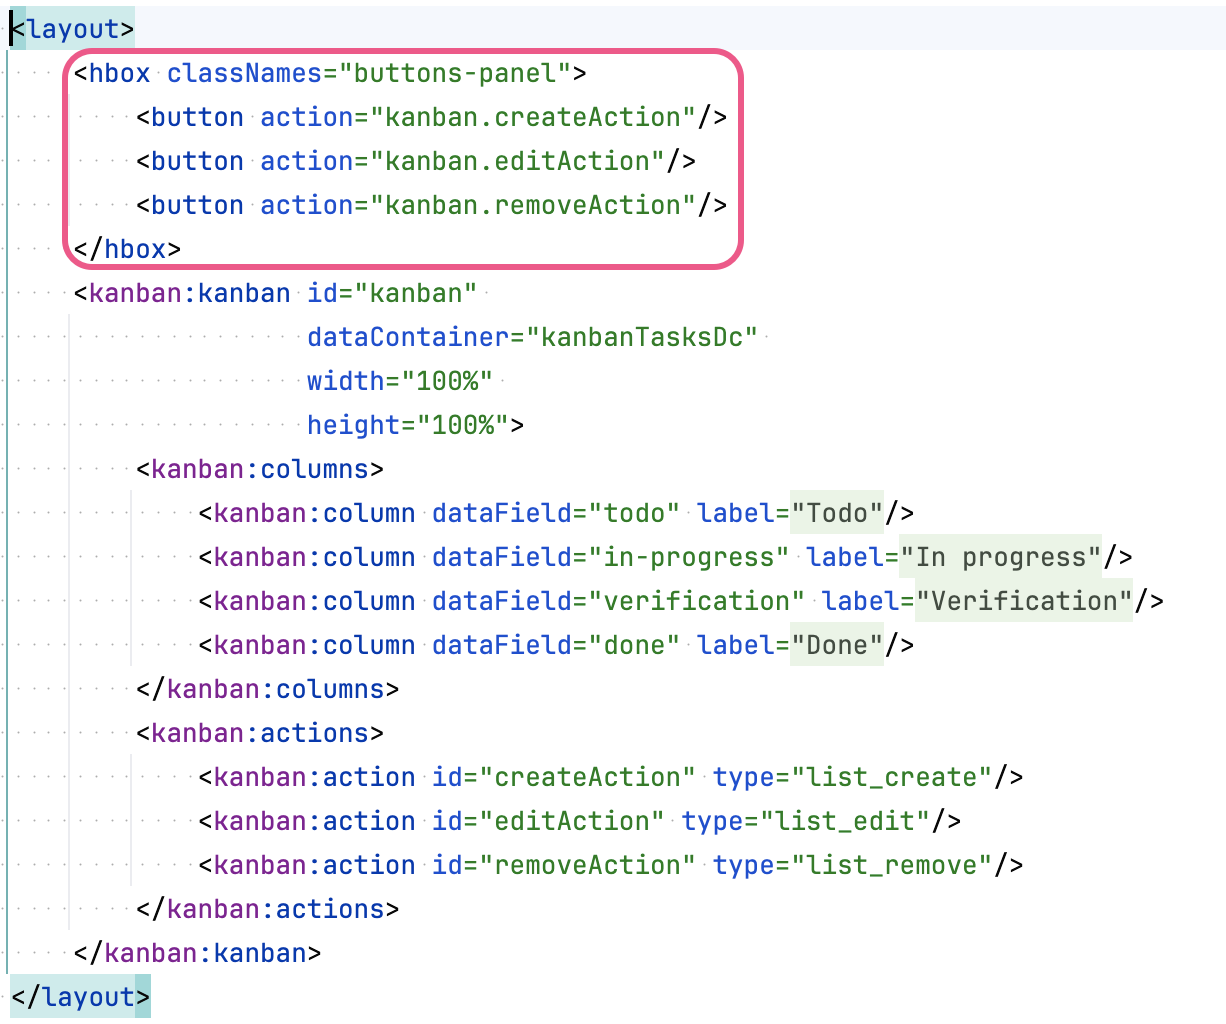 <layout>
<hbox classNames="buttons-panel">
<button action="kanban.createAction"/>
<button action="kanban.editAction"/>
<button action="kanban.removeAction"/>
</hbox>
<kanban:kanban id="kanban"
dataContainer="kanbanTasksDc"
width="100%"
height="100%">
<kanban:columns>
<kanban:column dataField="todo" label="Todo"/>
<kanban:column dataField="in-progress" label="In progress"/>
<kanban:column dataField="verification" label="Verification"/>
<kanban:column dataField="done" label="Done"/>
</kanban:columns>
<kanban:actions>
<kanban:action id="createAction" type="list_create"/>
<kanban:action id="editAction" type="list_edit"/>
<kanban:action id="removeAction" type="list_remove"/>
</kanban:actions>
</kanban:kanban>
</layout>